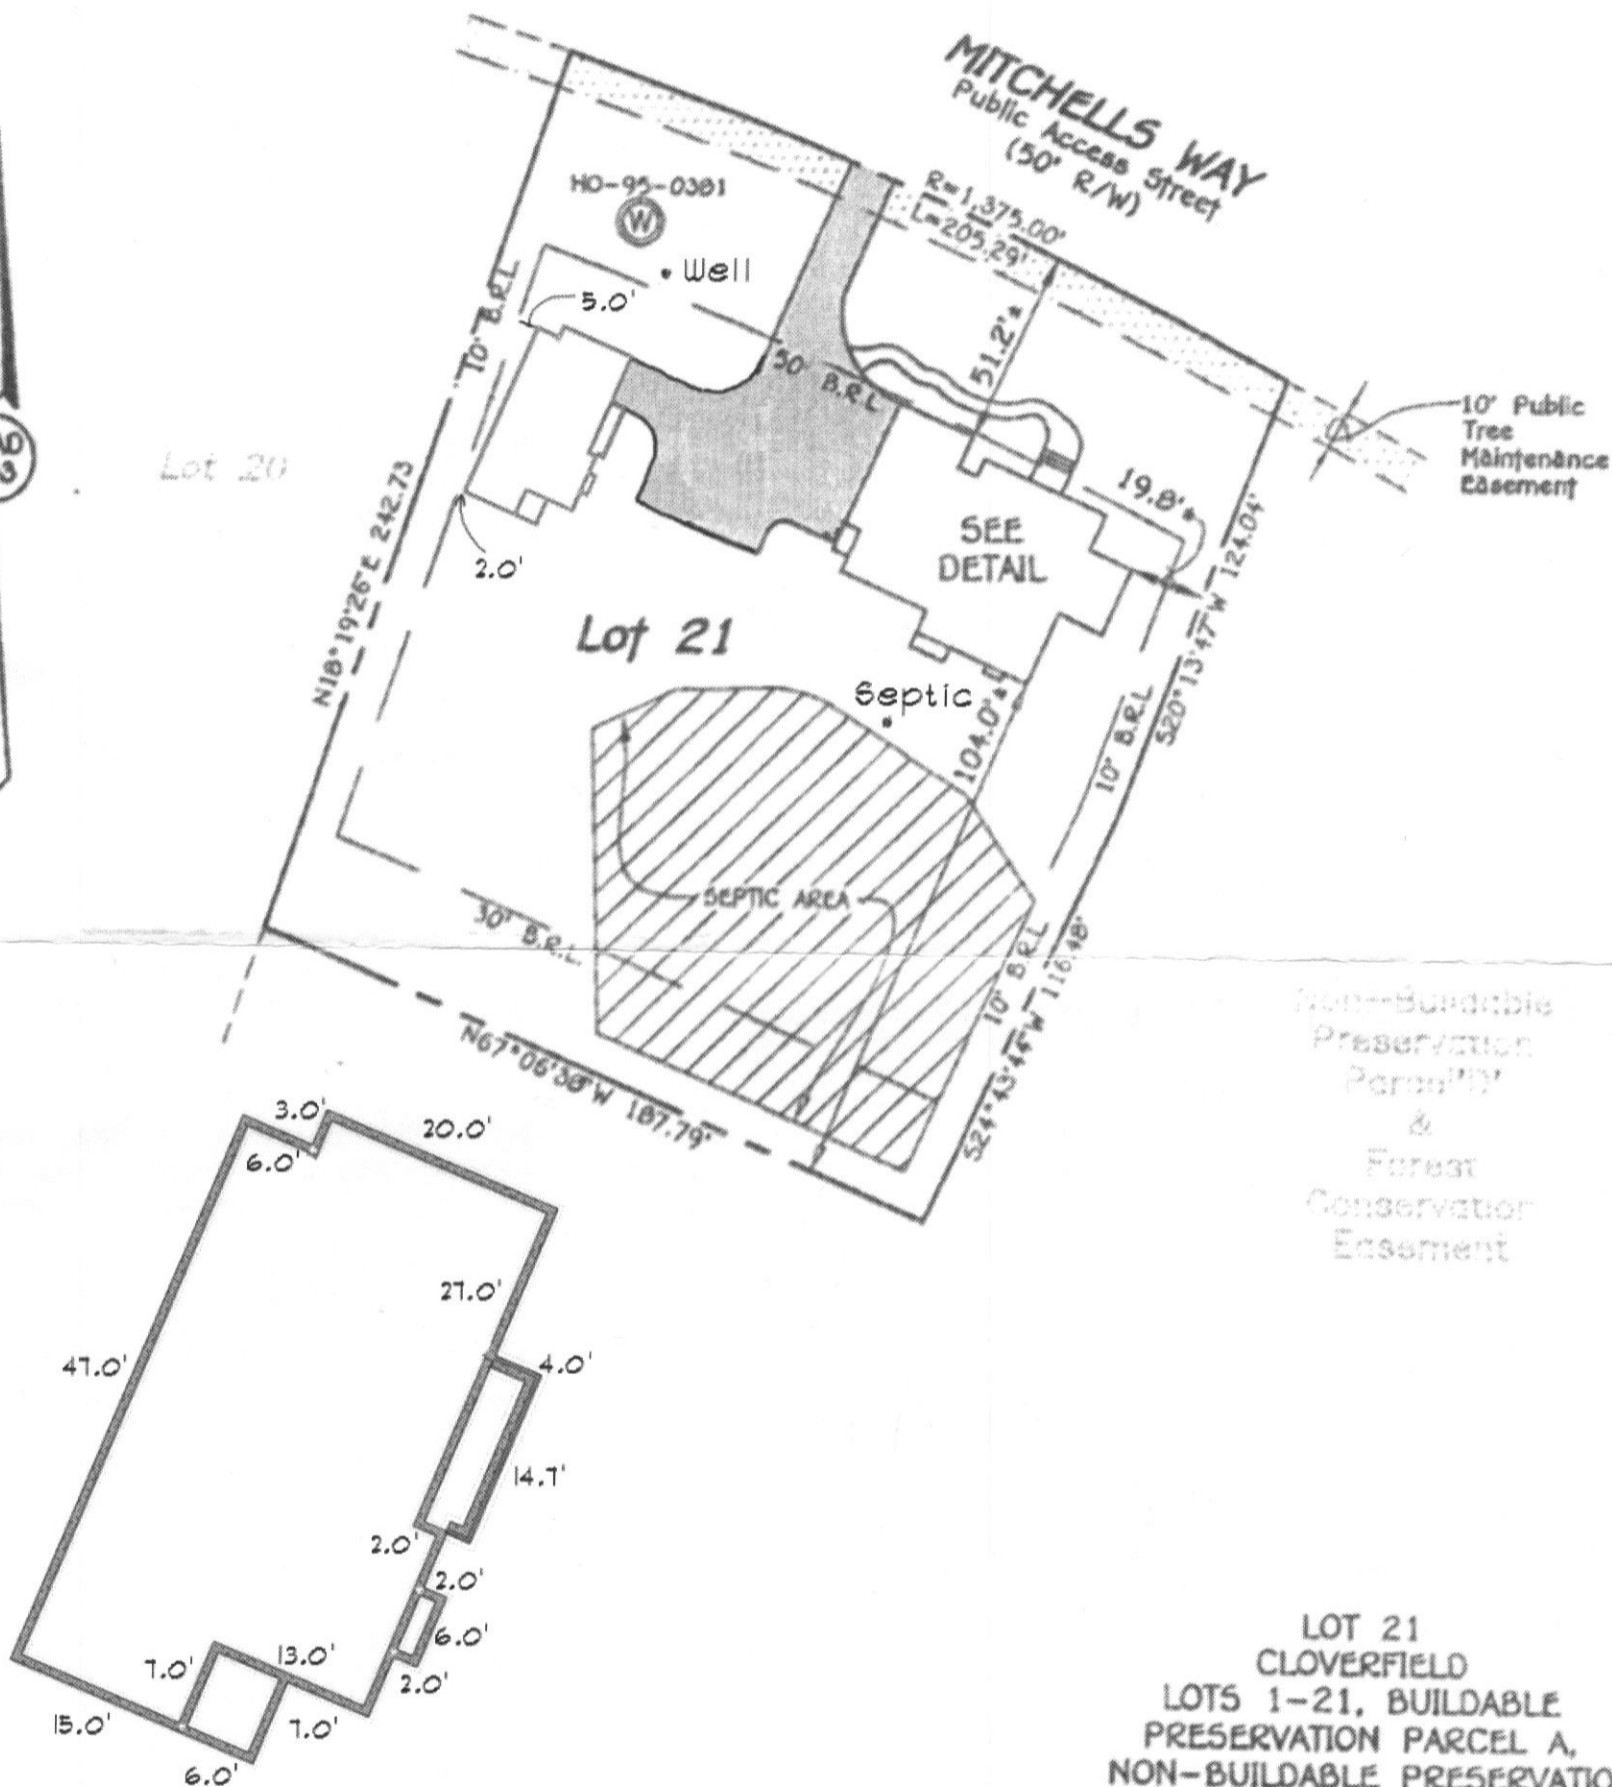 MITCHELLS WAY
Public Access Street
(50' R/W)
R=1,375.00'
L=205.29'
HO-95-0381
W
Well
5.0'
10' B.R.L
50' B.R.L
51.2'±
10' Public
Tree
Maintenance
Easement
19.8'±
Lot 20
N18°19'26"E 242.73
2.0'
SEE
DETAIL
S20°13'47"W 124.04'
Lot 21
Septic
104.0'±
10' B.R.L
SEPTIC AREA
30' B.R.L.
10' B.R.L
S24°43'44"W 116.48'
N67°06'38"W 187.79'
Non-Buildable
Preservation
Parcel 'D'
&
Forest
Conservation
Easement
3.0'
20.0'
6.0'
27.0'
47.0'
4.0'
14.7'
2.0'
2.0'
6.0'
2.0'
7.0'
13.0'
15.0'
7.0'
6.0'
LOT 21
CLOVERFIELD
LOTS 1-21, BUILDABLE
PRESERVATION PARCEL A,
NON-BUILDABLE PRESERVATIO